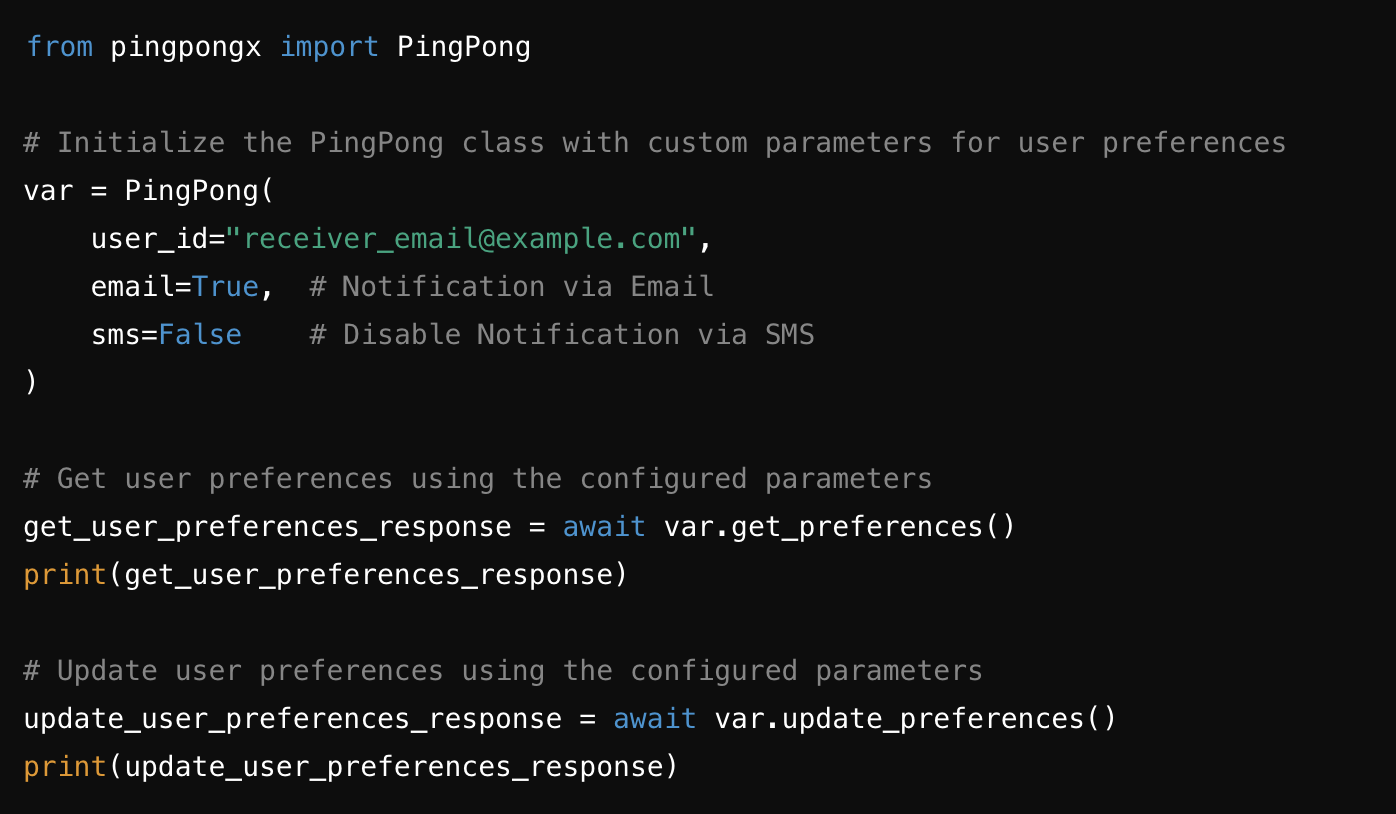 from pingpongx import PingPong

# Initialize the PingPong class with custom parameters for user preferences
var = PingPong(
    user_id="receiver_email@example.com",
    email=True,  # Notification via Email
    sms=False    # Disable Notification via SMS
)

# Get user preferences using the configured parameters
get_user_preferences_response = await var.get_preferences()
print(get_user_preferences_response)

# Update user preferences using the configured parameters
update_user_preferences_response = await var.update_preferences()
print(update_user_preferences_response)